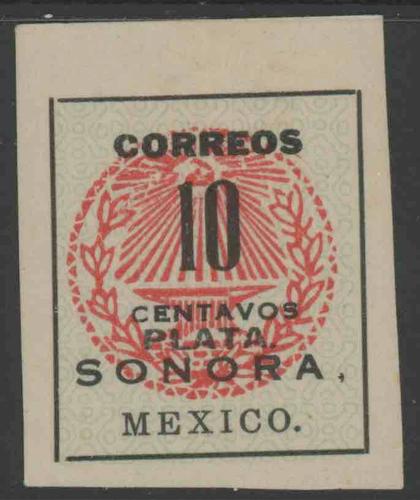 CORREOS
10
CENTAVOS
PLATA.
SONORA,
MEXICO.